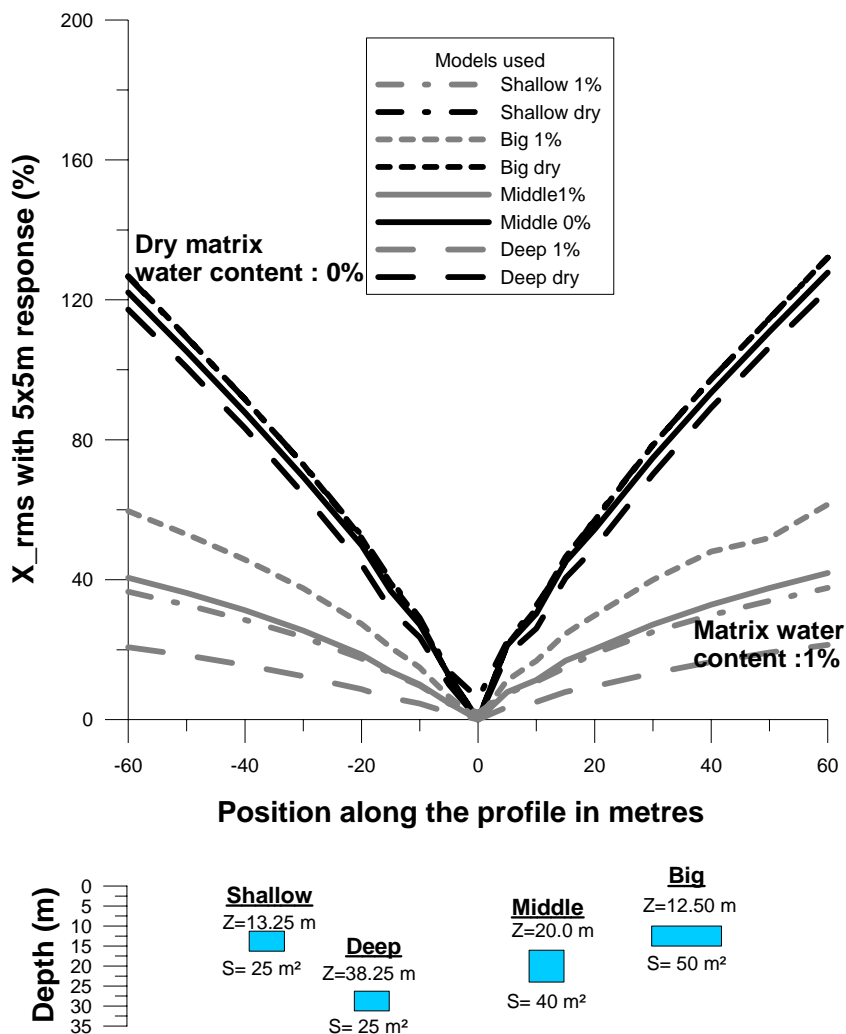 200
160
120
80
40
0
X_rms with 5x5m response (%)
Models used
Shallow 1%
Shallow dry
Big 1%
Big dry
Middle1%
Middle 0%
Deep 1%
Deep dry
Dry matrix
water content : 0%
Matrix water
content :1%
-60
-40
-20
0
20
40
60
Position along the profile in metres
Depth (m)
0
5
10
15
20
25
30
35
Shallow
Z=13.25 m
S= 25 m²
Deep
Z=38.25 m
S= 25 m²
Middle
Z=20.0 m
S= 40 m²
Big
Z=12.50 m
S= 50 m²